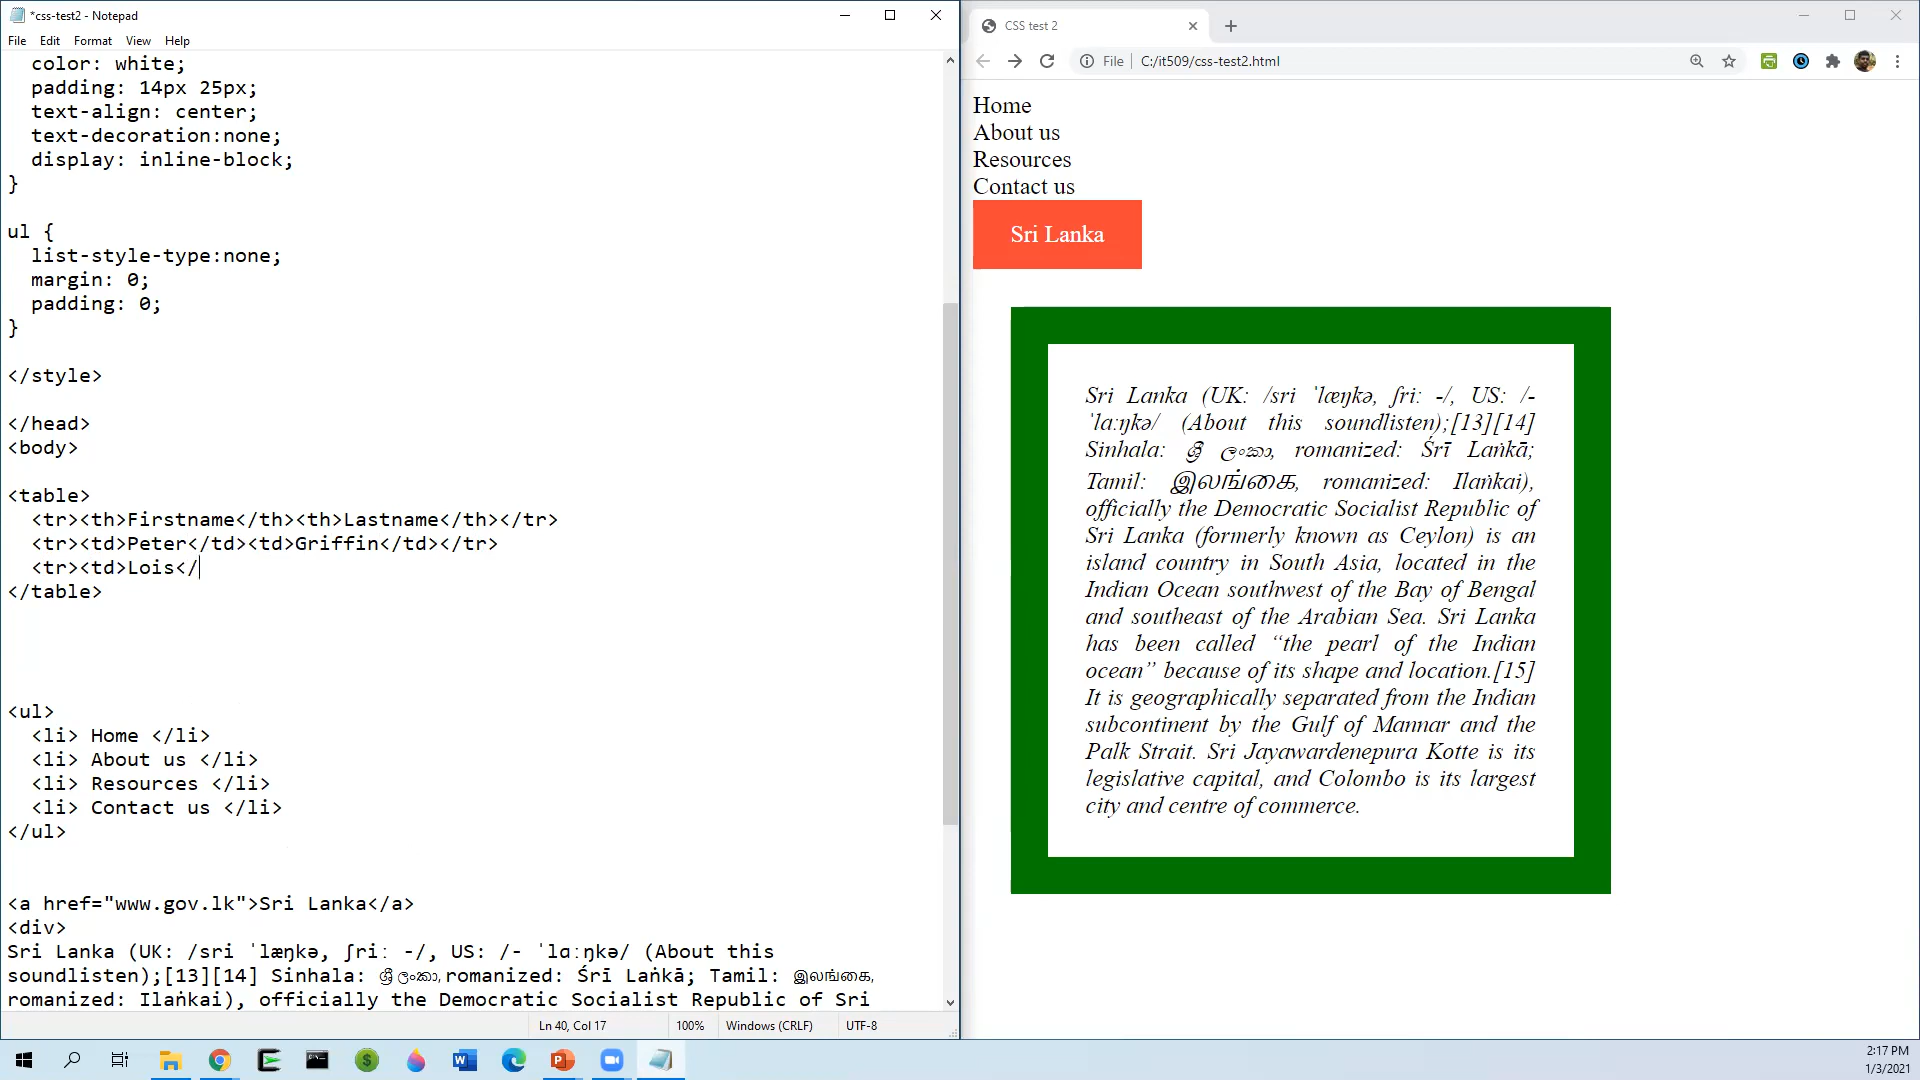 *css-test2 - Notepad
File Edit Format View Help
color: white;
padding: 14px 25px;
text-align: center;
text-decoration:none;
display: inline-block;
}
ul {
list-style-type:none;
margin: 0;
padding: 0;
}
</style>
</head>
<body>
<table>
<tr><th>Firstname</th><th>Lastname</th></tr>
<tr><td>Peter</td><td>Griffin</td></tr>
<tr><td>Lois</
</table>
<ul>
<li> Home </li>
<li> About us </li>
<li> Resources </li>
<li> Contact us </li>
</ul>
<a href="www.gov.lk">Sri Lanka</a>
<div>
Sri Lanka (UK: /sri ˈlæŋkə, ʃriː -/, US: /- ˈlɑːŋkə/ (About this
soundlisten);[13][14] Sinhala: ශ්‍රී ලංකා, romanized: Śrī Laṅkā; Tamil: இலங்கை,
romanized: Ilaṅkai), officially the Democratic Socialist Republic of Sri
Ln 40, Col 17 100% Windows (CRLF) UTF-8
CSS test 2
File C:/it509/css-test2.html
Home
About us
Resources
Contact us
Sri Lanka
Sri Lanka (UK: /sri ˈlæŋkə, ʃriː -/, US: /-
ˈlɑːŋkə/ (About this soundlisten);[13][14]
Sinhala: ශ්‍රී ලංකා, romanized: Śrī Laṅkā;
Tamil: இலங்கை, romanized: Ilaṅkai),
officially the Democratic Socialist Republic of
Sri Lanka (formerly known as Ceylon) is an
island country in South Asia, located in the
Indian Ocean southwest of the Bay of Bengal
and southeast of the Arabian Sea. Sri Lanka
has been called “the pearl of the Indian
ocean” because of its shape and location.[15]
It is geographically separated from the Indian
subcontinent by the Gulf of Mannar and the
Palk Strait. Sri Jayawardenepura Kotte is its
legislative capital, and Colombo is its largest
city and centre of commerce.
2:17 PM
1/3/2021